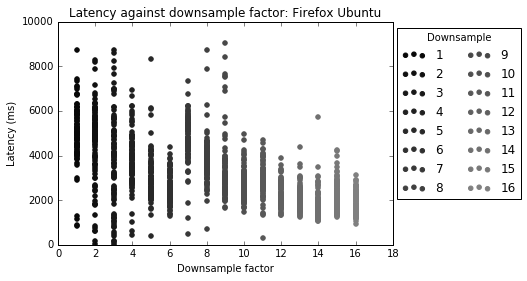 Latency against downsample factor: Firefox Ubuntu
10000
8000
6000
4000
2000
0
Latency (ms)
0 2 4 6 8 10 12 14 16 18
Downsample factor
Downsample
1 9
2 10
3 11
4 12
5 13
6 14
7 15
8 16